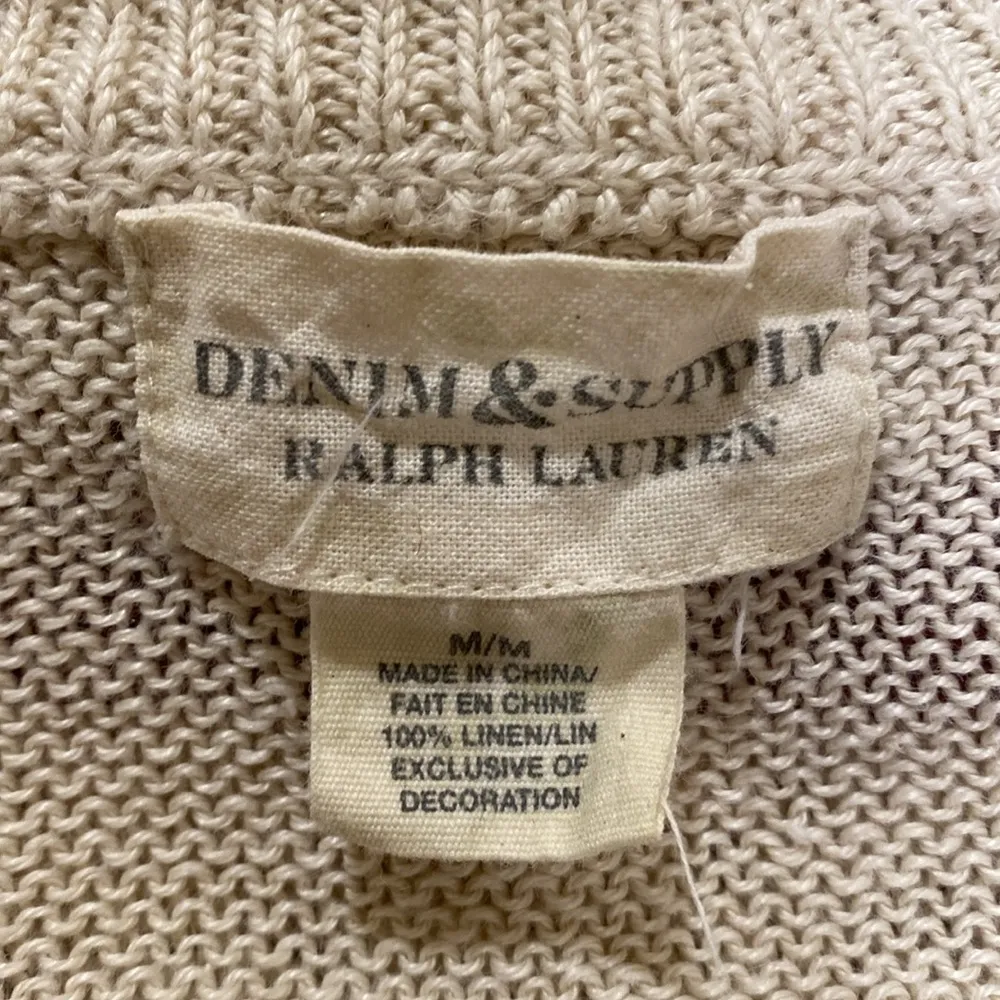 DENIM & SUPPLY
RALPH LAUREN
M/M
MADE IN CHINA/
FAIT EN CHINE
100% LINEN/LIN
EXCLUSIVE OF
DECORATION